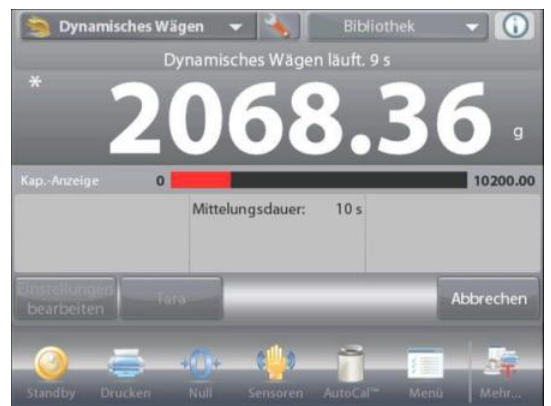 Dynamisches Wägen
Bibliothek
Dynamisches Wägen läuft. 9 s
*
2068.36 g
Kap.-Anzeige 0 10200.00
Mittelungsdauer: 10 s
Einstellungen bearbeiten
Tara
Abbrechen
Standby Drucken Null Sensoren AutoCal™ Menü Mehr...